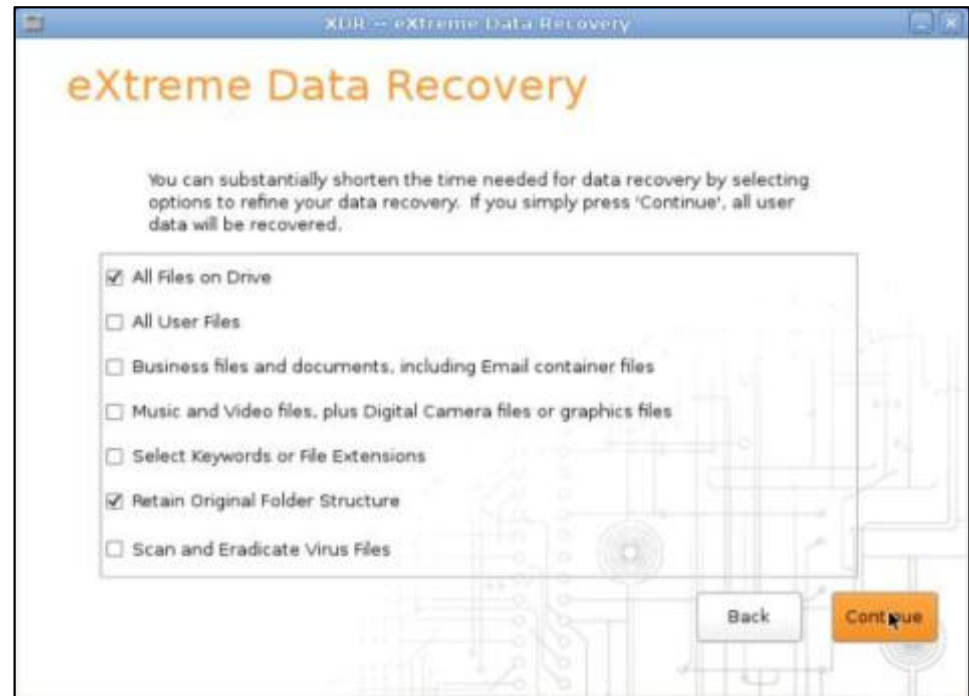 XDR -- eXtreme Data Recovery
eXtreme Data Recovery
You can substantially shorten the time needed for data recovery by selecting
options to refine your data recovery. If you simply press 'Continue', all user
data will be recovered.
All Files on Drive
All User Files
Business files and documents, including Email container files
Music and Video files, plus Digital Camera files or graphics files
Select Keywords or File Extensions
Retain Original Folder Structure
Scan and Eradicate Virus Files
Back
Continue